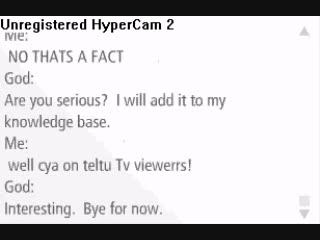 Unregistered HyperCam 2
Me:
NO THATS A FACT
God:
Are you serious?  I will add it to my
knowledge base.
Me:
well cya on teltu Tv viewerrs!
God:
Interesting.  Bye for now.